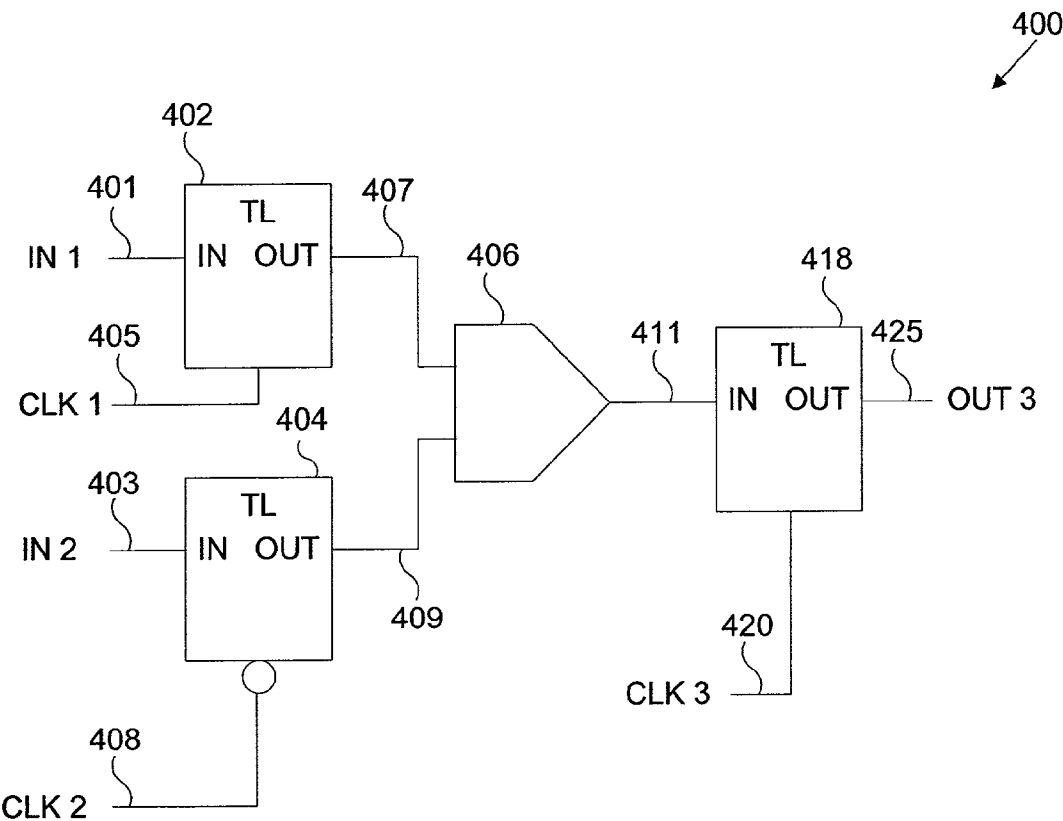 400
402
401
407
TL
IN 1
IN OUT
406
418
405
411
TL
425
CLK 1
IN OUT
OUT 3
404
403
TL
IN 2
IN OUT
409
420
CLK 3
408
CLK 2